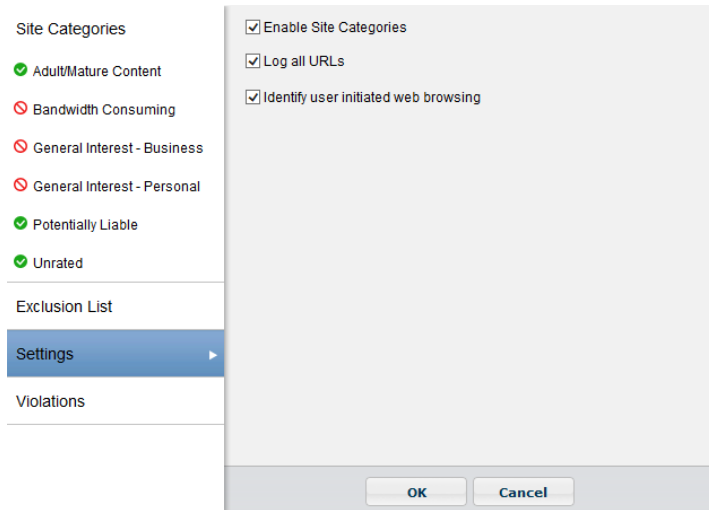 Site Categories
Adult/Mature Content
Bandwidth Consuming
General Interest - Business
General Interest - Personal
Potentially Liable
Unrated
Exclusion List
Settings
Violations
Enable Site Categories
Log all URLs
Identify user initiated web browsing
OK
Cancel